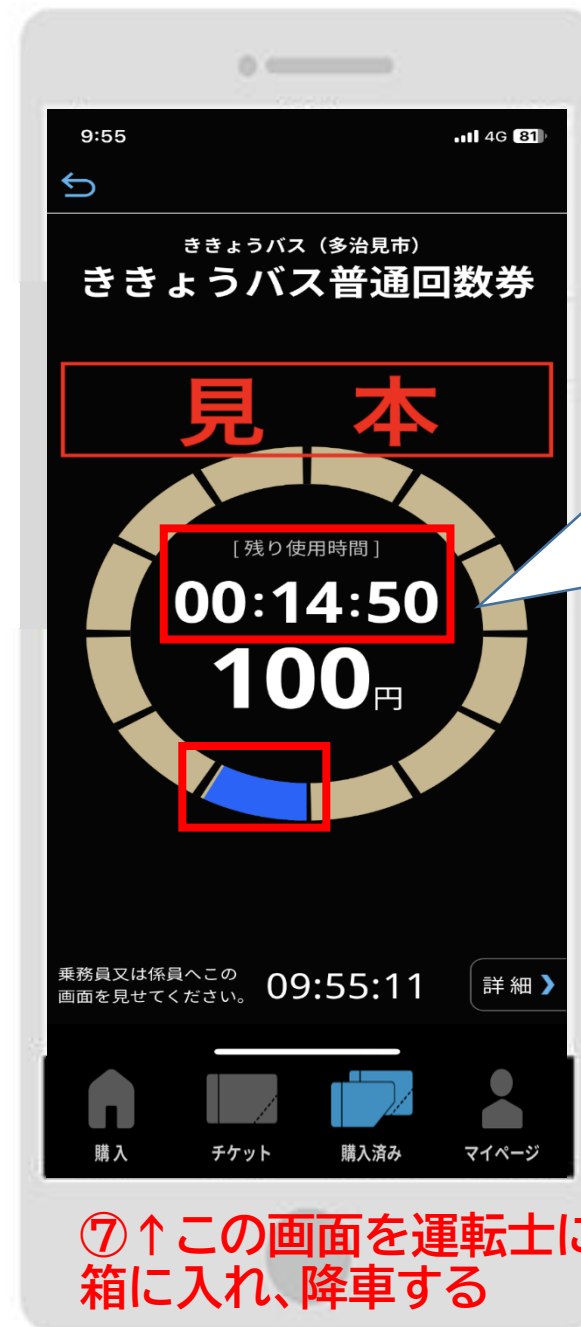 9:55
4G 81
ききょうバス（多治見市）
ききょうバス普通回数券
見 本
[ 残り使用時間 ]
00:14:50
100円
乗務員又は係員へこの
画面を見せてください。
09:55:11
詳細 ❯
購入
チケット
購入済み
マイページ
⑦↑この画面を運転士に
箱に入れ、降車する